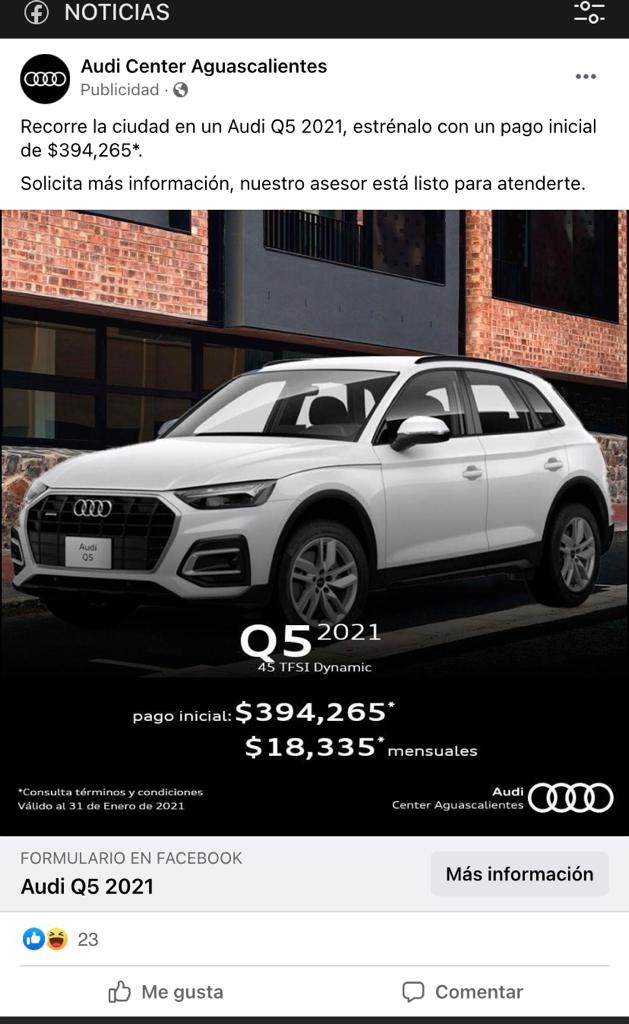 NOTICIAS
Audi Center Aguascalientes
Publicidad ·
Recorre la ciudad en un Audi Q5 2021, estrénalo con un pago inicial
de $394,265*.
Solicita más información, nuestro asesor está listo para atenderte.
Audi
Q5
Q5 2021
45 TFSI Dynamic
pago inicial: $394,265*
$18,335* mensuales
*Consulta términos y condiciones
Válido al 31 de Enero de 2021
Audi
Center Aguascalientes
FORMULARIO EN FACEBOOK
Audi Q5 2021
Más información
23
Me gusta
Comentar